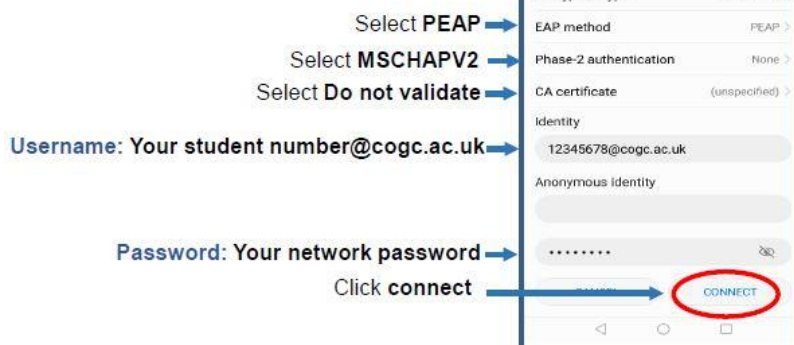 Select PEAP
EAP method PEAP >
Select MSCHAPV2
Phase-2 authentication None >
Select Do not validate
CA certificate (unspecified) >
Identity
Username: Your student number@cogc.ac.uk
12345678@cogc.ac.uk
Anonymous identity
Password: Your network password
••••••••
Click connect
CONNECT